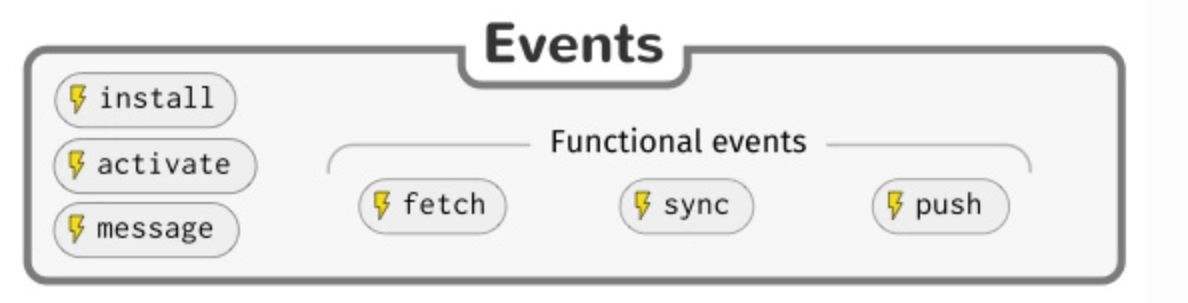 Events
install
activate
message
Functional events
fetch
sync
push